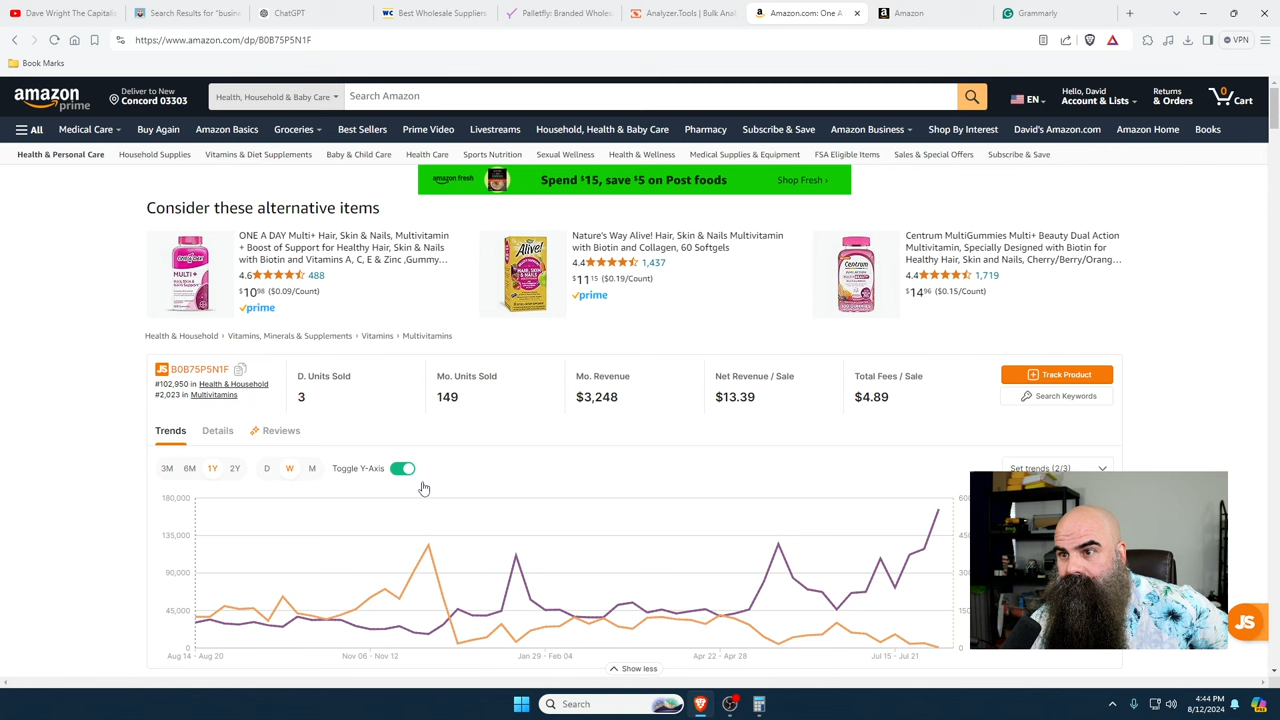 Dave Wright The Capitalis
Search Results for "busine
ChatGPT
Best Wholesale Suppliers
Palletfly: Branded Whole
Analyzer.Tools | Bulk Anal
Amazon.com: One A
Amazon
Grammarly
https://www.amazon.com/dp/B0B75P5N1F
VPN
Book Marks
amazon prime
Deliver to New
Concord 03303
Health, Household & Baby Care
Search Amazon
EN
Hello, David
Account & Lists
Returns
& Orders
0
Cart
All
Medical Care
Buy Again
Amazon Basics
Groceries
Best Sellers
Prime Video
Livestreams
Household, Health & Baby Care
Pharmacy
Subscribe & Save
Amazon Business
Shop By Interest
David's Amazon.com
Amazon Home
Books
Health & Personal Care
Household Supplies
Vitamins & Diet Supplements
Baby & Child Care
Health Care
Sports Nutrition
Sexual Wellness
Health & Wellness
Medical Supplies & Equipment
FSA Eligible Items
Sales & Special Offers
Subscribe & Save
amazon fresh
Spend $15, save $5 on Post foods
Shop Fresh ›
Consider these alternative items
ONE A DAY Multi+ Hair, Skin & Nails, Multivitamin
+ Boost of Support for Healthy Hair, Skin & Nails
with Biotin and Vitamins A, C, E & Zinc ,Gummy...
4.6 488
$10.98 ($0.09/Count)
prime
Nature's Way Alive! Hair, Skin & Nails Multivitamin
with Biotin and Collagen, 60 Softgels
4.4 1,437
$11.15 ($0.19/Count)
prime
Centrum MultiGummies Multi+ Beauty Dual Action
Multivitamin, Specially Designed with Biotin for
Healthy Hair, Skin and Nails, Cherry/Berry/Orang...
4.4 1,719
$14.96 ($0.15/Count)
Health & Household › Vitamins, Minerals & Supplements › Vitamins › Multivitamins
JS B0B75P5N1F
#102,950 in Health & Household
#2,023 in Multivitamins
D. Units Sold
3
Mo. Units Sold
149
Mo. Revenue
$3,248
Net Revenue / Sale
$13.39
Total Fees / Sale
$4.89
Track Product
Search Keywords
Trends
Details
Reviews
3M 6M 1Y 2Y
D W M
Toggle Y-Axis
Set trends (2/3)
180,000
135,000
90,000
45,000
0
600
450
300
150
0
Aug 14 - Aug 20
Nov 06 - Nov 12
Jan 29 - Feb 04
Apr 22 - Apr 28
Jul 15 - Jul 21
Show less
JS
Search
4:44 PM
8/12/2024